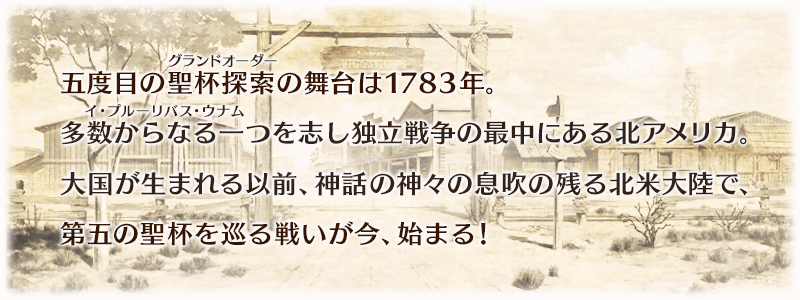 グランドオーダー
五度目の聖杯探索の舞台は1783年。
イ・プルーリバス・ウナム
多数からなる一つを志し独立戦争の最中にある北アメリカ。
大国が生まれる以前、神話の神々の息吹の残る北米大陸で、
第五の聖杯を巡る戦いが今、始まる！